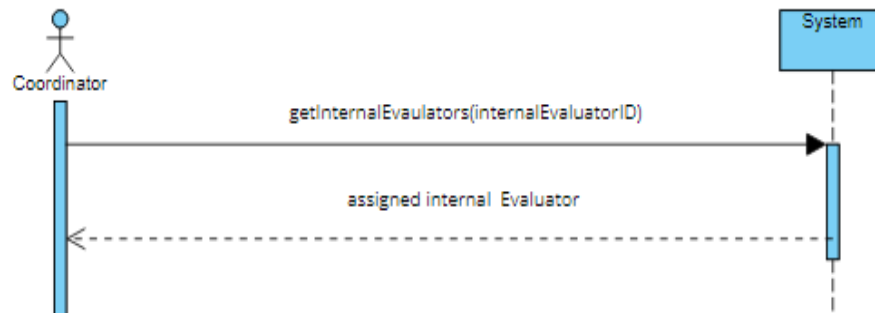 System
Coordinator
getInternalEvaulators(internalEvaluatorID)
assigned internal Evaluator